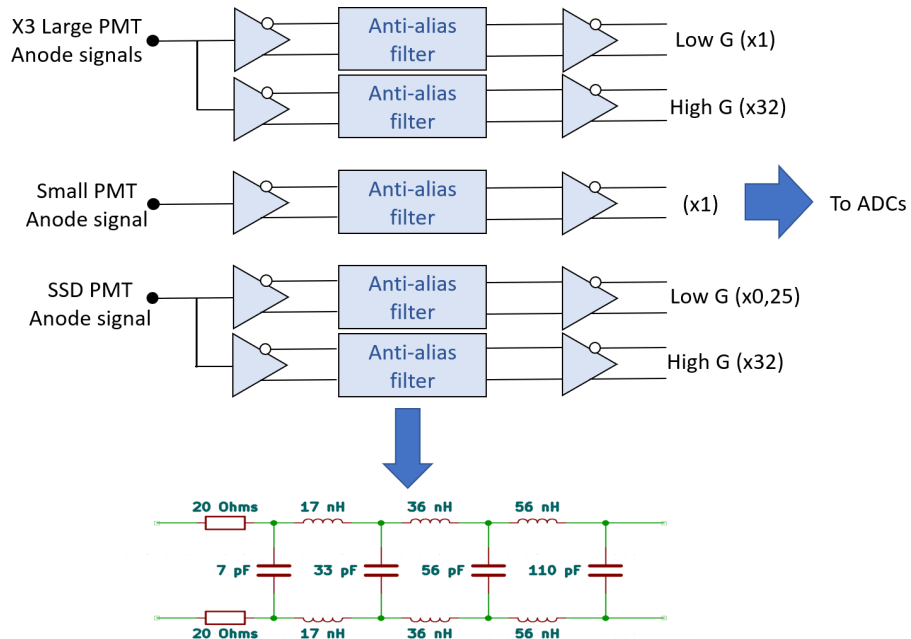 X3 Large PMT
Anode signals
Anti-alias
filter
Low G (x1)
Anti-alias
filter
High G (x32)
Small PMT
Anode signal
Anti-alias
filter
(x1)
To ADCs
SSD PMT
Anode signal
Anti-alias
filter
Low G (x0,25)
Anti-alias
filter
High G (x32)
20 Ohms
17 nH
36 nH
56 nH
7 pF
33 pF
56 pF
110 pF
20 Ohms
17 nH
36 nH
56 nH